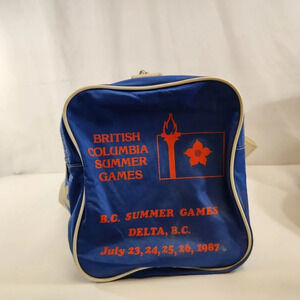 BRITISH
COLUMBIA
SUMMER
GAMES
B.C. SUMMER GAMES
DELTA, B.C.
July 23,24,25,26, 1987